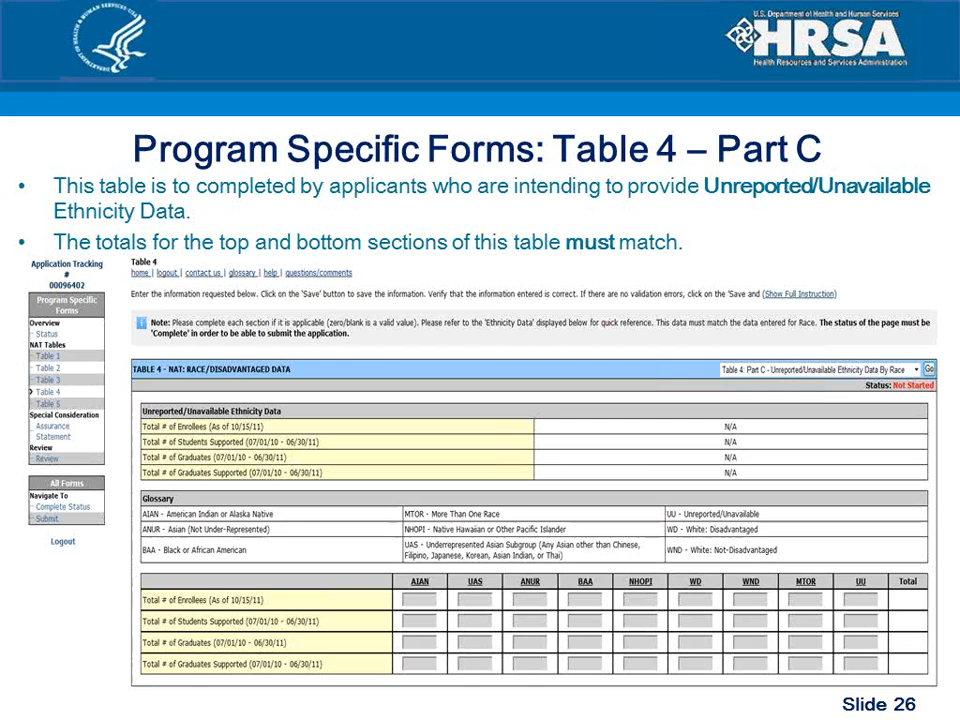 DEPARTMENT OF HEALTH & HUMAN SERVICES · USA
U.S. Department of Health and Human Services
HRSA
Health Resources and Services Administration
Program Specific Forms: Table 4 – Part C
• This table is to completed by applicants who are intending to provide Unreported/Unavailable
Ethnicity Data.
• The totals for the top and bottom sections of this table must match.
Application Tracking
#
00096402
Program Specific
Forms
Overview
Status
NAT Tables
Table 1
Table 2
Table 3
Table 4
Table 5
Special Consideration
Assurance
Statement
Review
Review
All Forms
Navigate To
Complete Status
Submit
Logout
Table 4
home | logout | contact us | glossary | help | questions/comments
Enter the information requested below. Click on the 'Save' button to save the information. Verify that the information entered is correct. If there are no validation errors, click on the 'Save and (Show Full Instruction)
Note: Please complete each section if it is applicable (zero/blank is a valid value). Please refer to the 'Ethnicity Data' displayed below for quick reference. This data must match the data entered for Race. The status of the page must be
'Complete' in order to be able to submit the application.
TABLE 4 - NAT: RACE/DISADVANTAGED DATA Table 4: Part C - Unreported/Unavailable Ethnicity Data By Race Go
Status: Not Started
Unreported/Unavailable Ethnicity Data
Total # of Enrollees (As of 10/15/11) N/A
Total # of Students Supported (07/01/10 - 06/30/11) N/A
Total # of Graduates (07/01/10 - 06/30/11) N/A
Total # of Graduates Supported (07/01/10 - 06/30/11) N/A
Glossary
AIAN - American Indian or Alaska Native MTOR - More Than One Race UU - Unreported/Unavailable
ANUR - Asian (Not Under-Represented) NHOPI - Native Hawaiian or Other Pacific Islander WD - White: Disadvantaged
BAA - Black or African American UAS - Underrepresented Asian Subgroup (Any Asian other than Chinese, WND - White: Not-Disadvantaged
Filipino, Japanese, Korean, Asian Indian, or Thai)
AIAN UAS ANUR BAA NHOPI WD WND MTOR UU Total
Total # of Enrollees (As of 10/15/11)
Total # of Students Supported (07/01/10 - 06/30/11)
Total # of Graduates (07/01/10 - 06/30/11)
Total # of Graduates Supported (07/01/10 - 06/30/11)
Slide 26